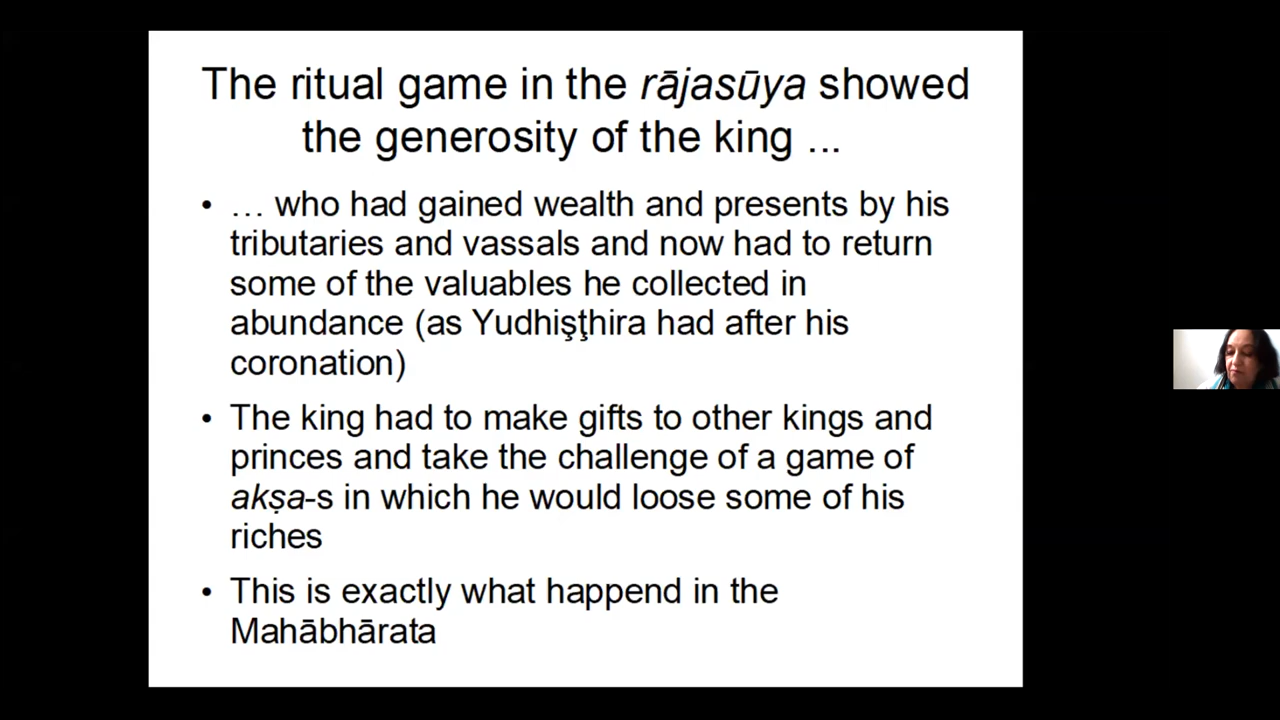 The ritual game in the rājasūya showed
the generosity of the king ...
• … who had gained wealth and presents by his
tributaries and vassals and now had to return
some of the valuables he collected in
abundance (as Yudhişţhira had after his
coronation)
• The king had to make gifts to other kings and
princes and take the challenge of a game of
akṣa-s in which he would loose some of his
riches
• This is exactly what happend in the
Mahābhārata